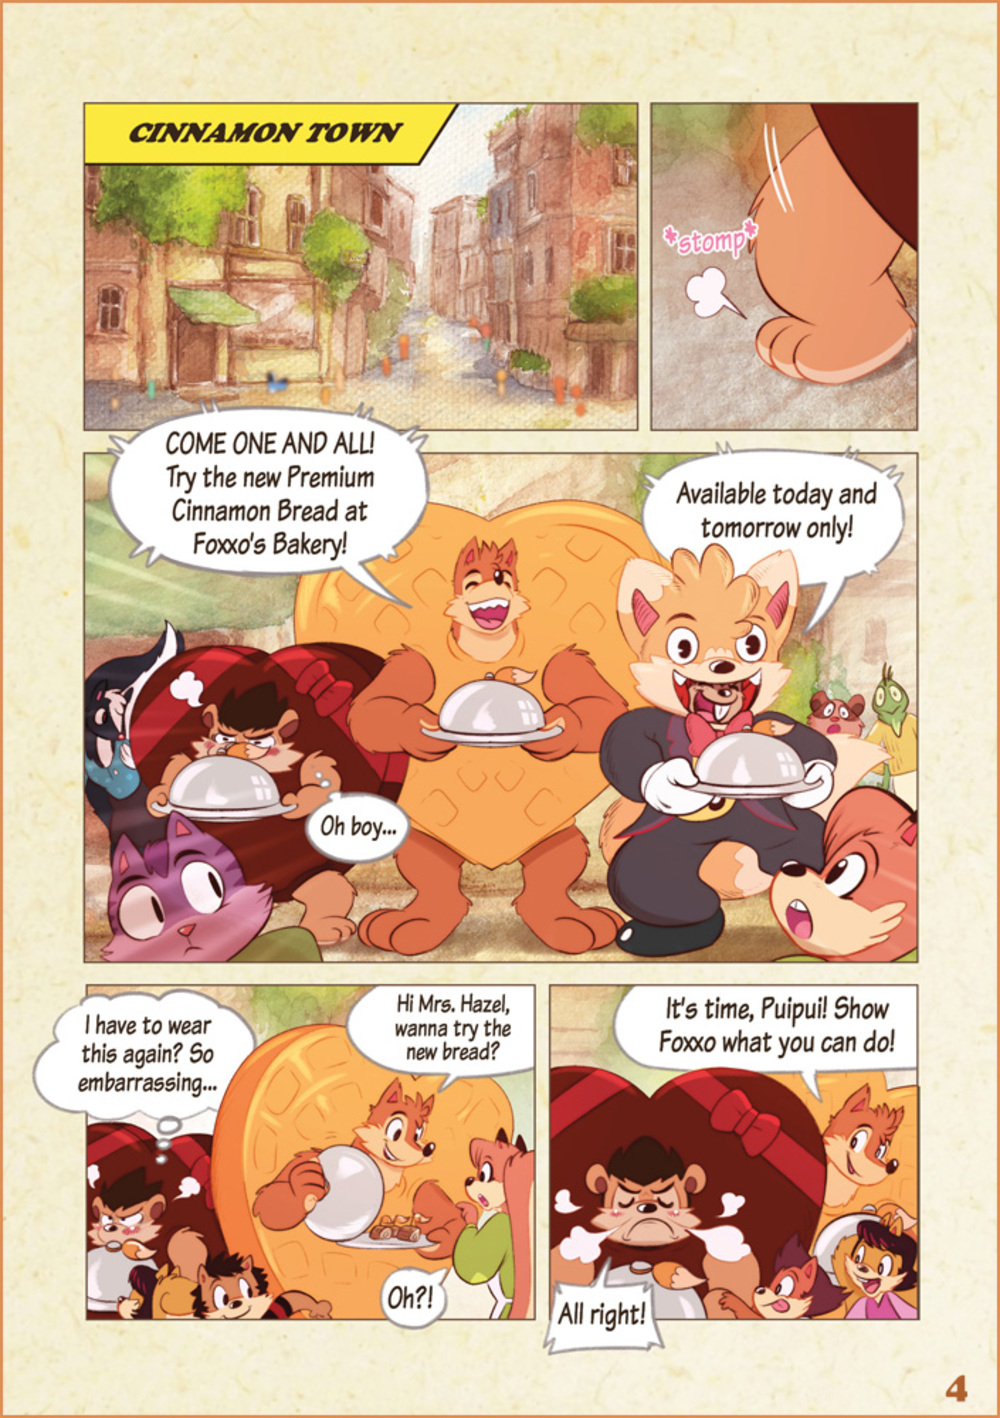 CINNAMON TOWN
*stomp*
COME ONE AND ALL!
Try the new Premium
Cinnamon Bread at
Foxxo's Bakery!
Available today and
tomorrow only!
Oh boy...
I have to wear
this again? So
embarrassing...
Hi Mrs. Hazel,
wanna try the
new bread?
Oh?!
It's time, Puipui! Show
Foxxo what you can do!
All right!
4